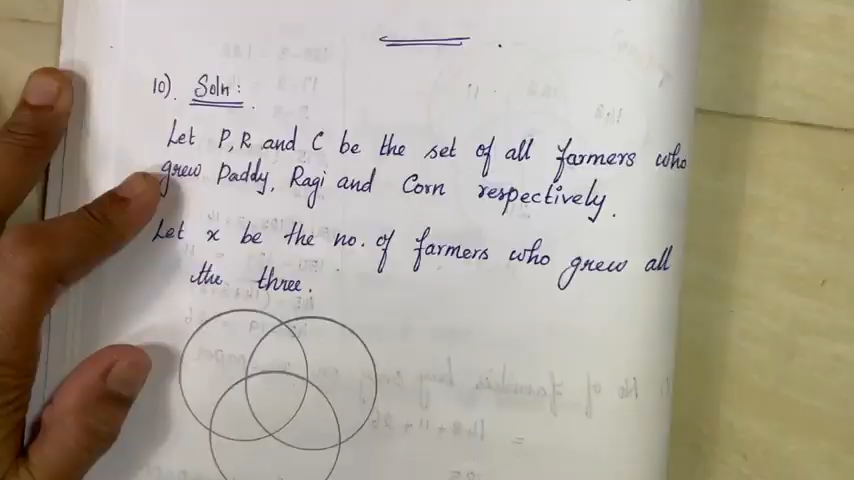 10). Soln:
Let P, R and C be the set of all farmers who
grew Paddy, Ragi and Corn respectively.
Let x be the no. of farmers who grew all
the three.